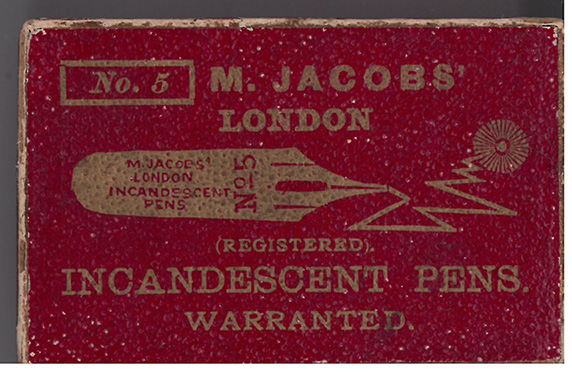 No. 5
M. JACOBS'
LONDON
M. JACOBS'
LONDON
INCANDESCENT
PENS
No 5
(REGISTERED).
INCANDESCENT PENS.
WARRANTED.